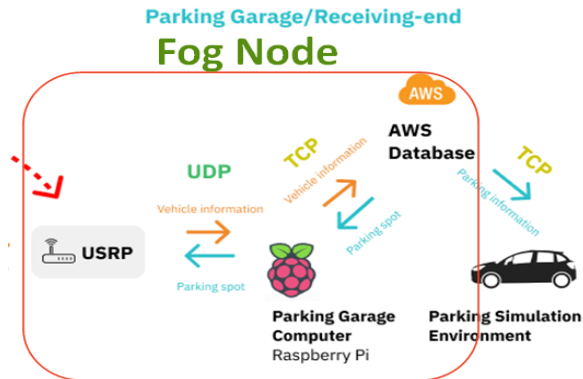 Parking Garage/Receiving-end
Fog Node
AWS
AWS
Database
TCP
Vehicle information
Parking spot
TCP
Parking information
UDP
Vehicle information
Parking spot
USRP
Parking Garage
Computer
Raspberry Pi
Parking Simulation
Environment